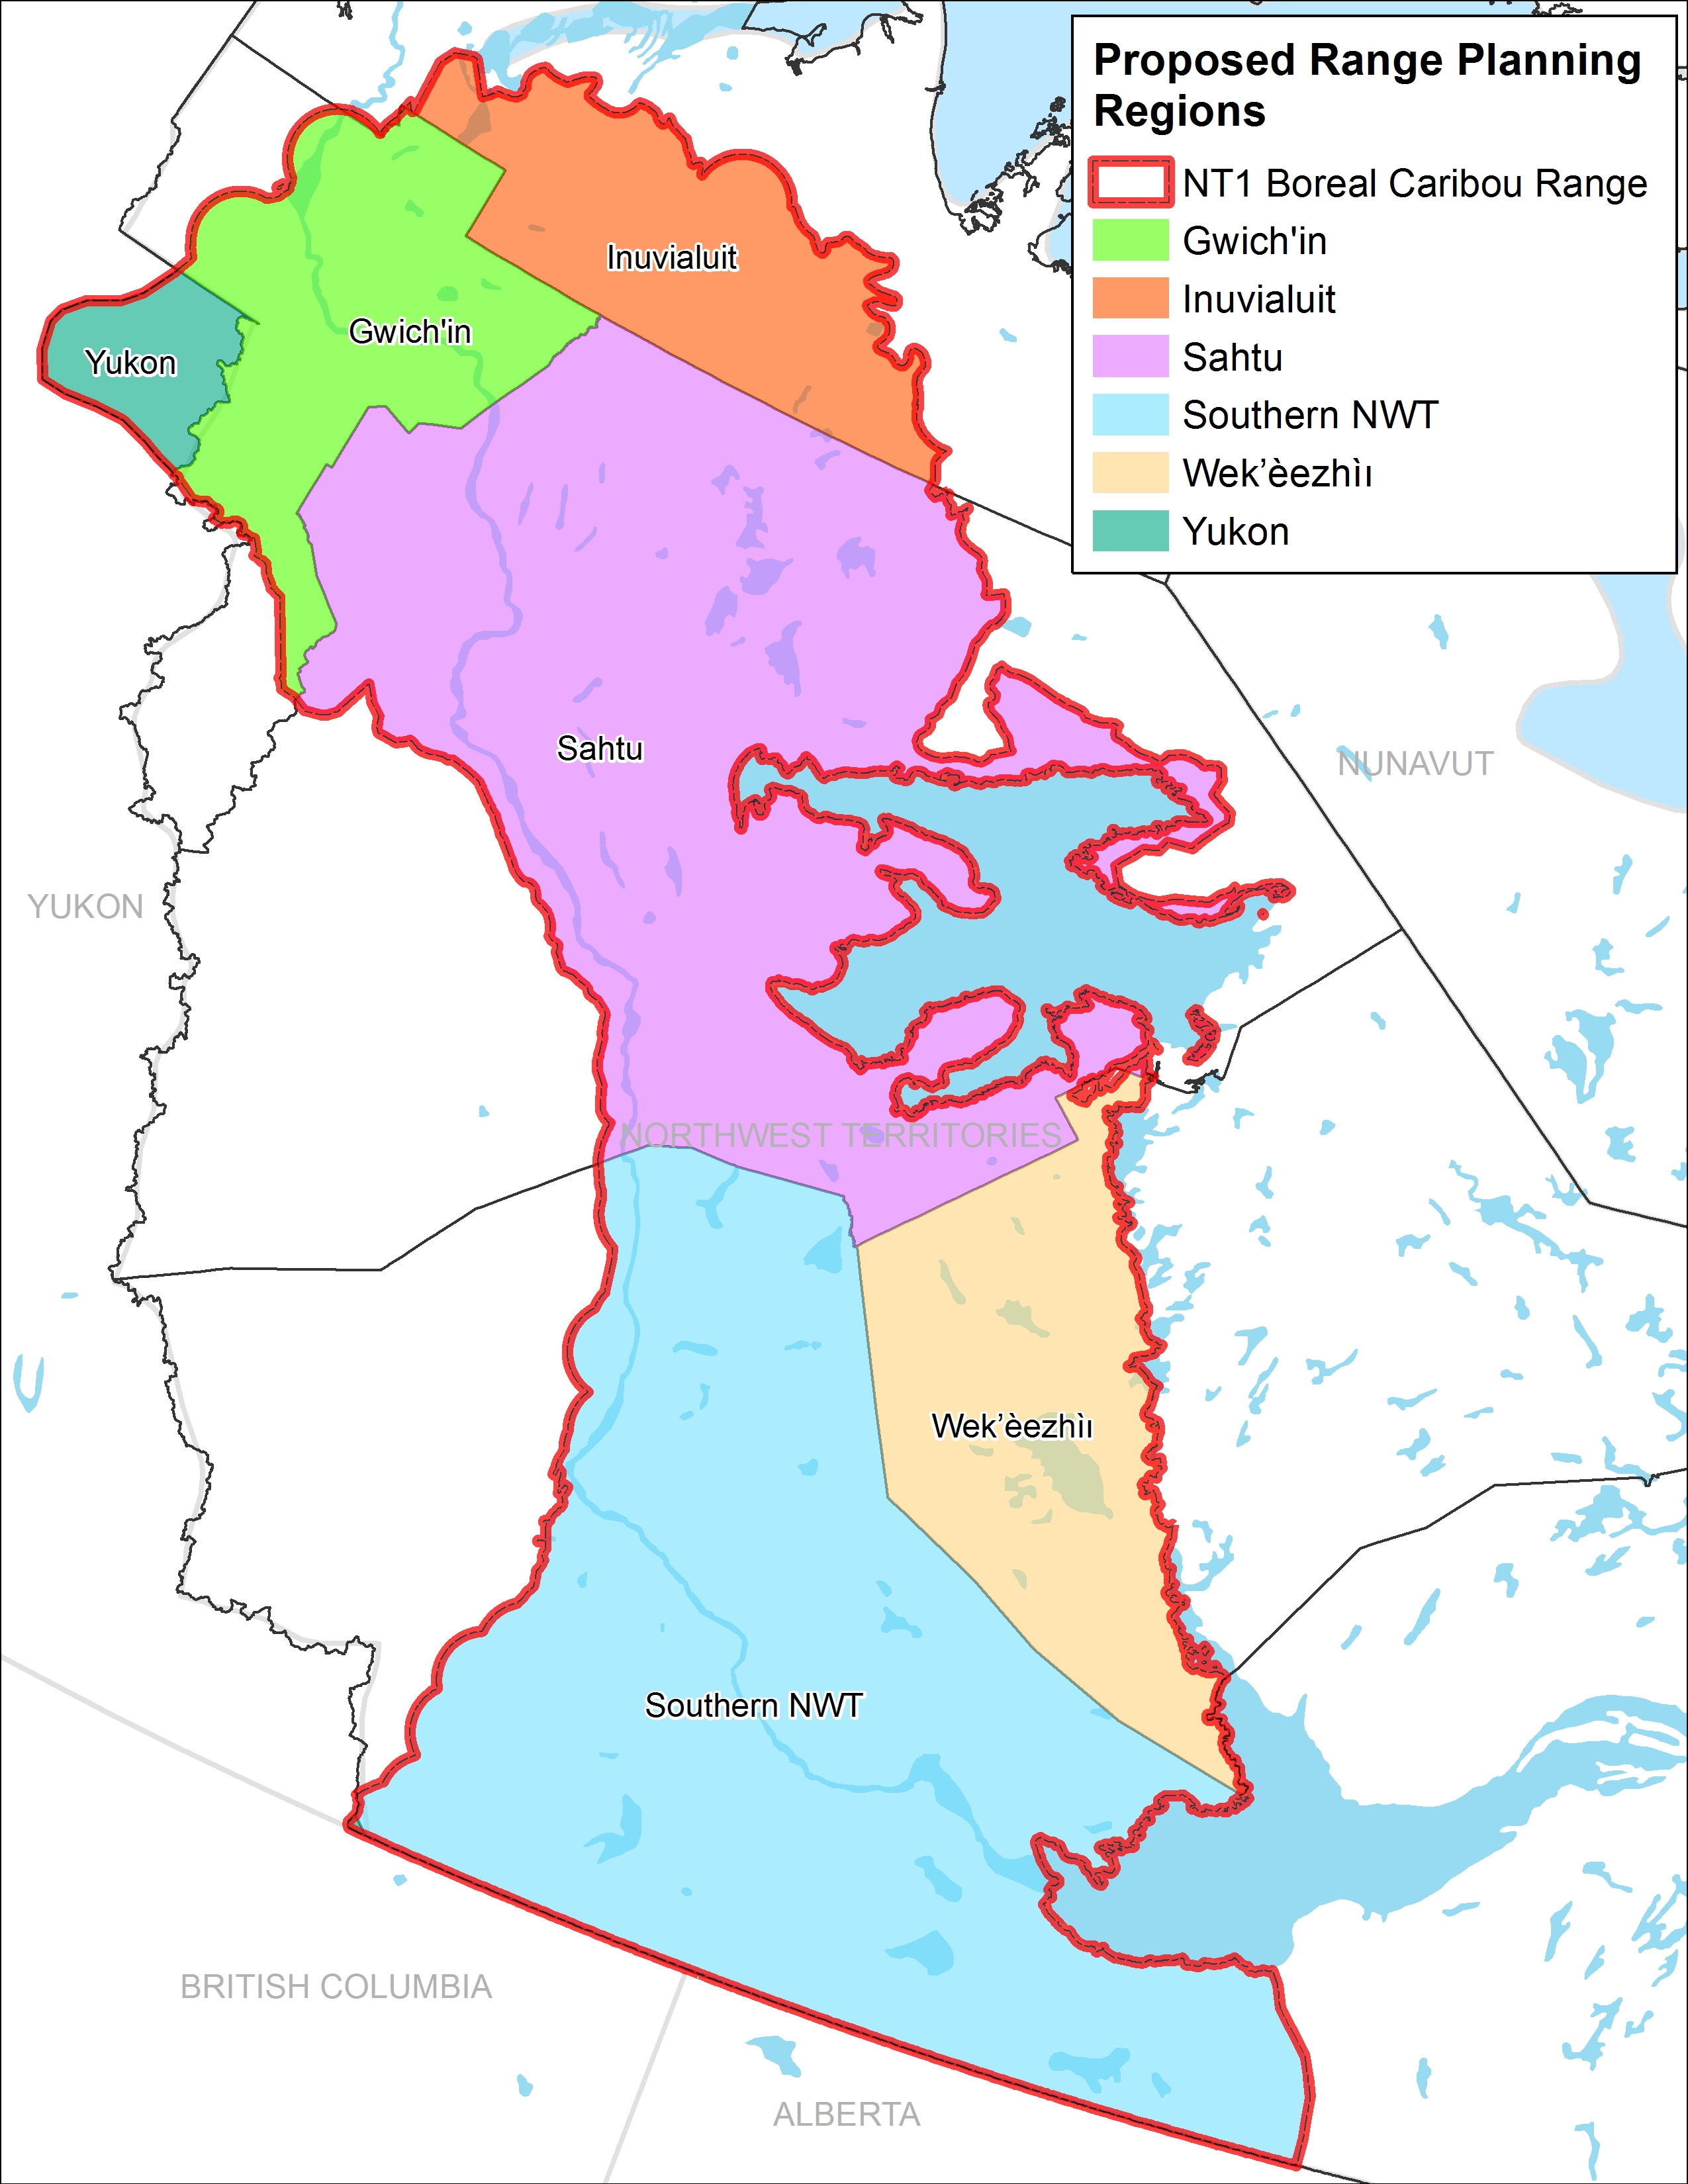 Proposed Range Planning
Regions
NT1 Boreal Caribou Range
Gwich'in
Inuvialuit
Sahtu
Southern NWT
Wek’èezhìı
Yukon
Inuvialuit
Gwich'in
Yukon
Sahtu
NUNAVUT
YUKON
NORTHWEST TERRITORIES
Wek’èezhìı
Southern NWT
BRITISH COLUMBIA
ALBERTA